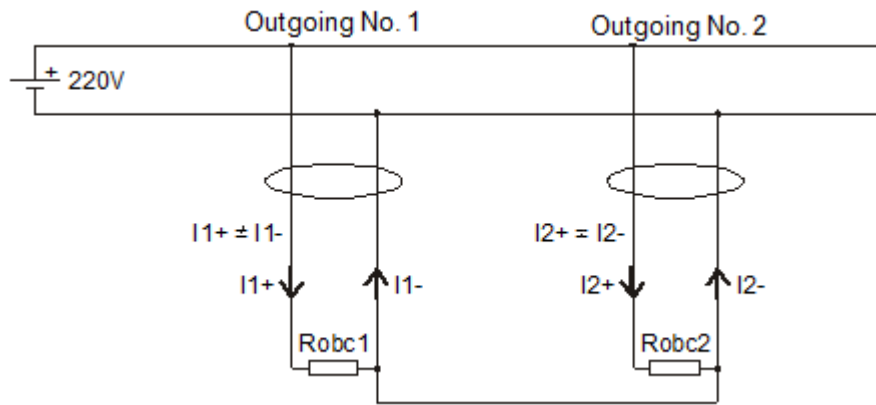 Outgoing No. 1
Outgoing No. 2
+ 220V
I1+ ≠ I1-
I2+ = I2-
I1+
I1-
I2+
I2-
Robc1
Robc2